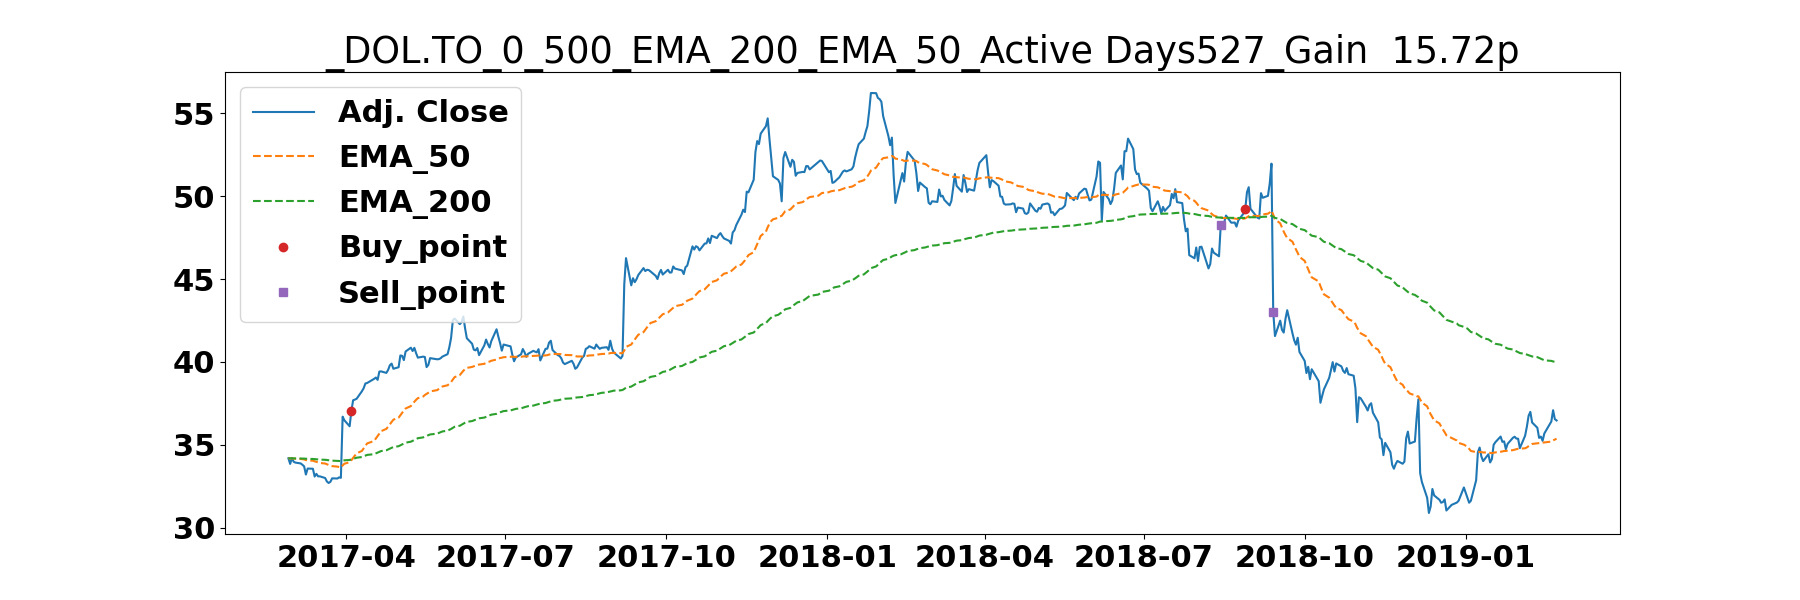 _DOL.TO_0_500_EMA_200_EMA_50_Active Days527_Gain  15.72p
Adj. Close
EMA_50
EMA_200
Buy_point
Sell_point
55
50
45
40
35
30
2017-04 2017-07 2017-10 2018-01 2018-04 2018-07 2018-10 2019-01